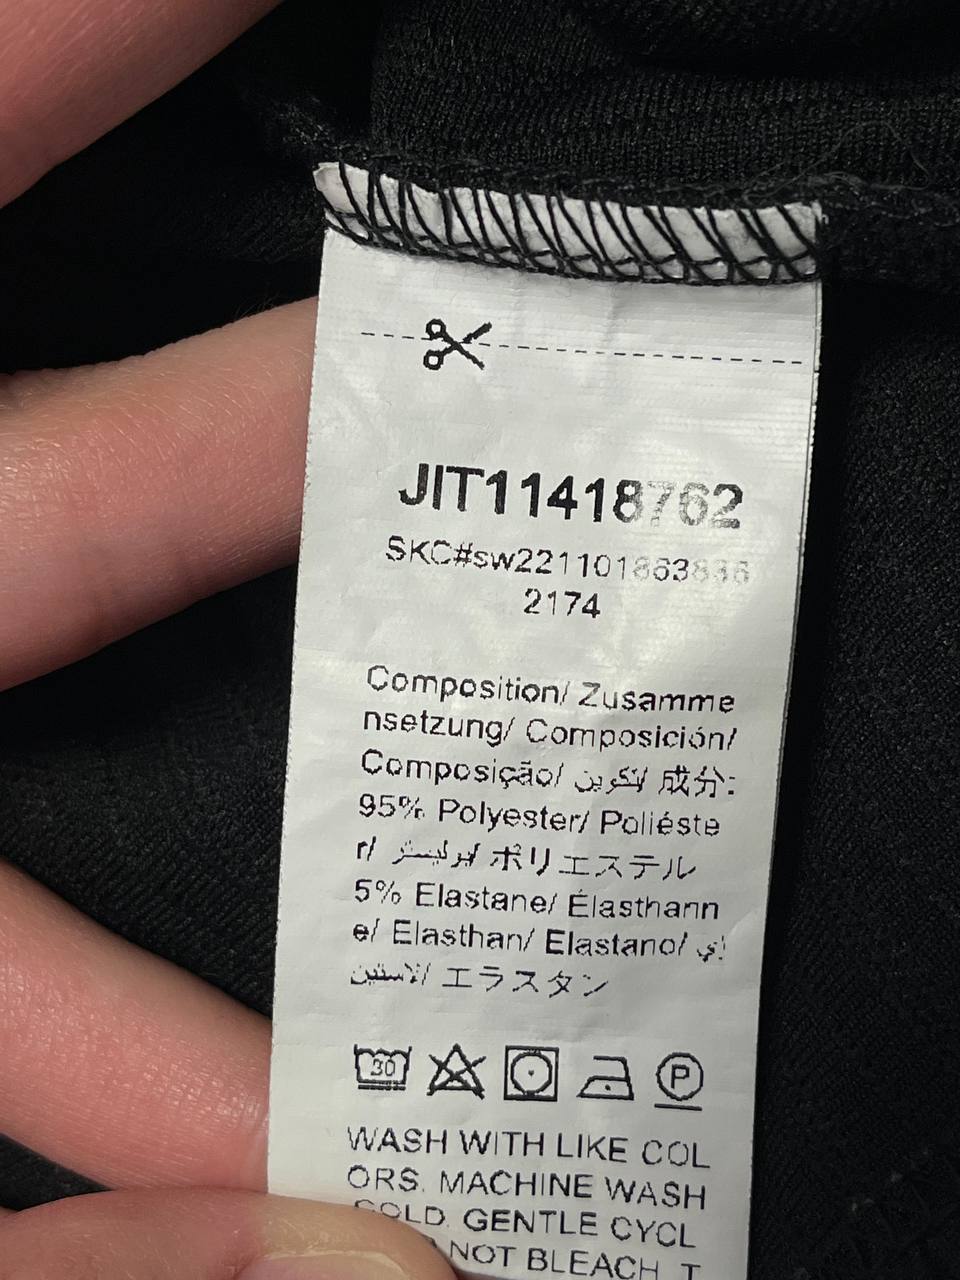 JIT11418762
SKC#sw221101863836
2174
Composition/ Zusamme
nsetzung/ Composición/
Composição/ 成分:
95% Polyester/ Poliéste
r/ ポリエステル
5% Elastane/ Élasthann
e/ Elasthan/ Elastano/
エラスタン
30
P
WASH WITH LIKE COL
ORS. MACHINE WASH
COLD. GENTLE CYCL
NOT BLEACH. T